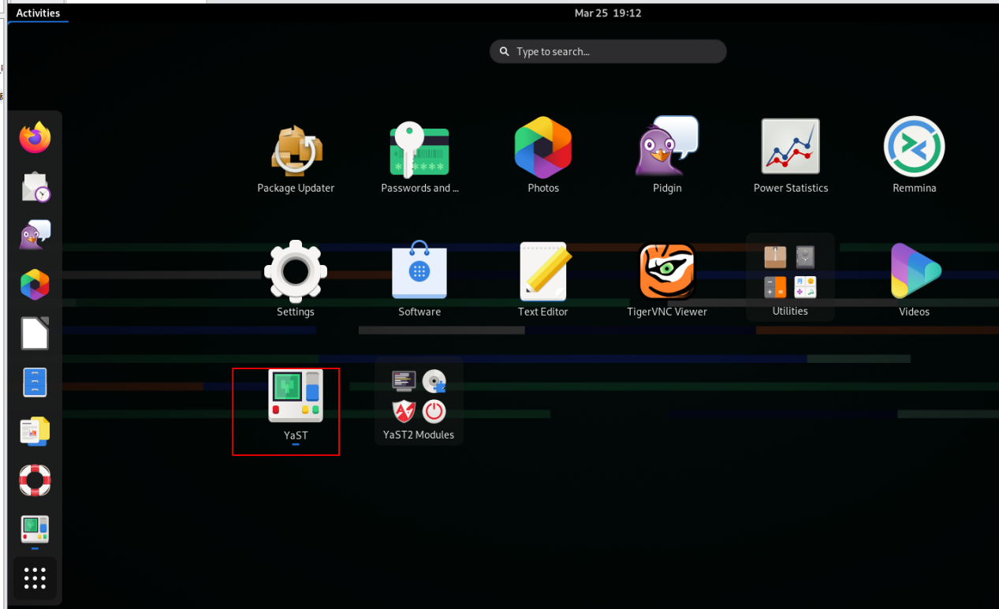 Activities
Mar 25 19:12
Type to search...
Package Updater
Passwords and ...
Photos
Pidgin
Power Statistics
Remmina
Settings
Software
Text Editor
TigerVNC Viewer
Utilities
Videos
YaST
YaST2 Modules